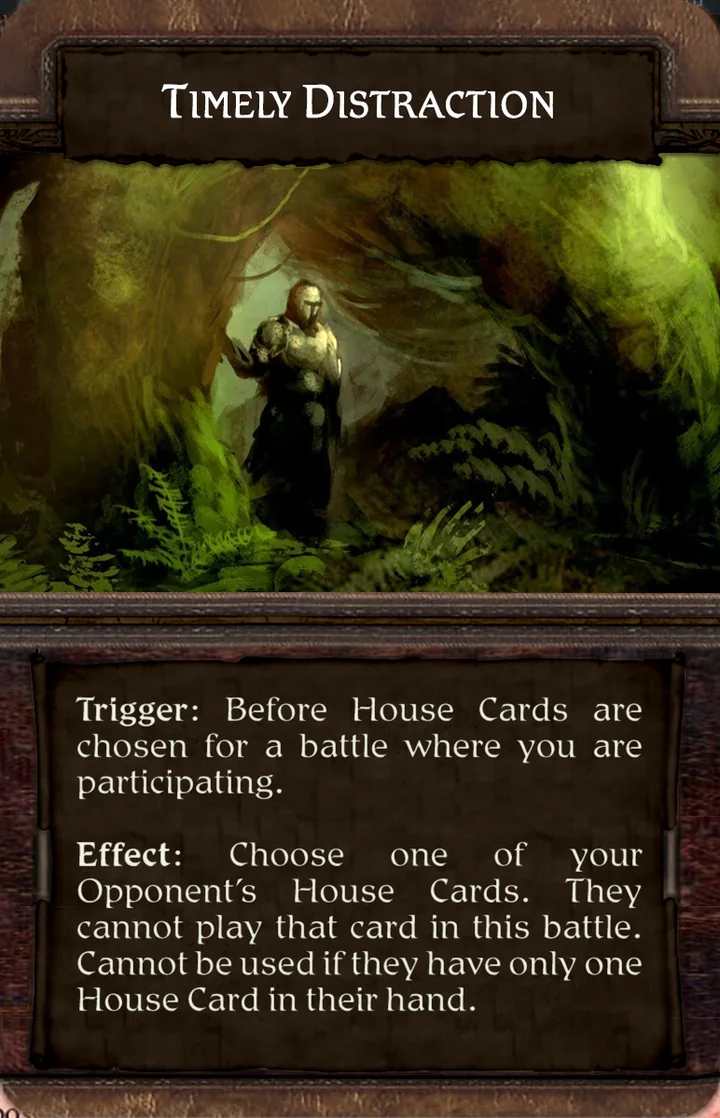 Timely Distraction
Trigger: Before House Cards are
chosen for a battle where you are
participating.
Effect: Choose one of your
Opponent's House Cards. They
cannot play that card in this battle.
Cannot be used if they have only one
House Card in their hand.